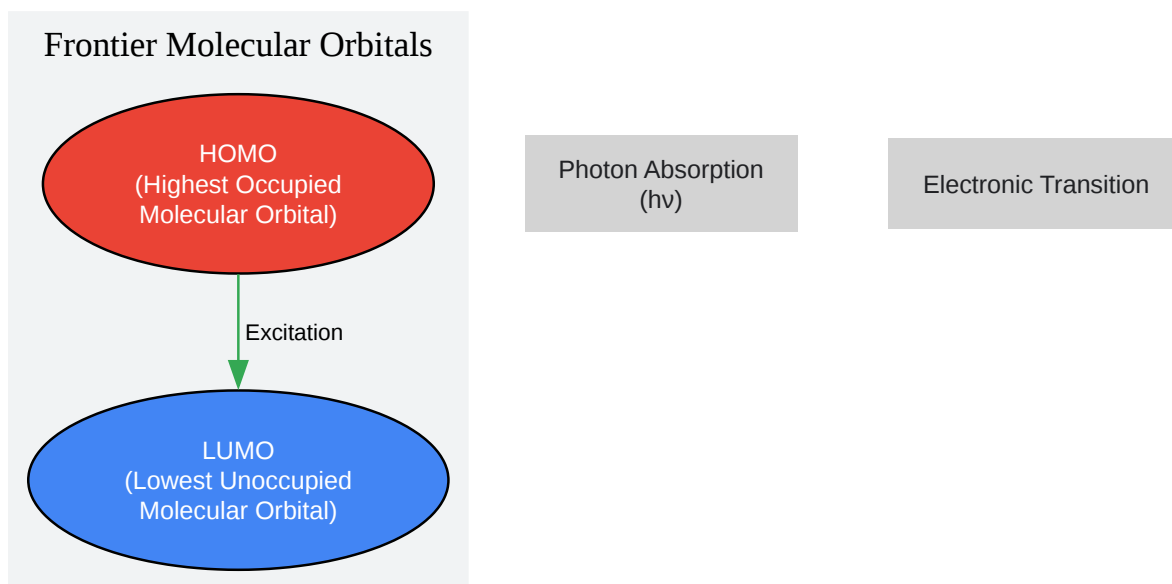 Frontier Molecular Orbitals
HOMO
(Highest Occupied
Molecular Orbital)
Photon Absorption
(hν)
Electronic Transition
Excitation
LUMO
(Lowest Unoccupied
Molecular Orbital)